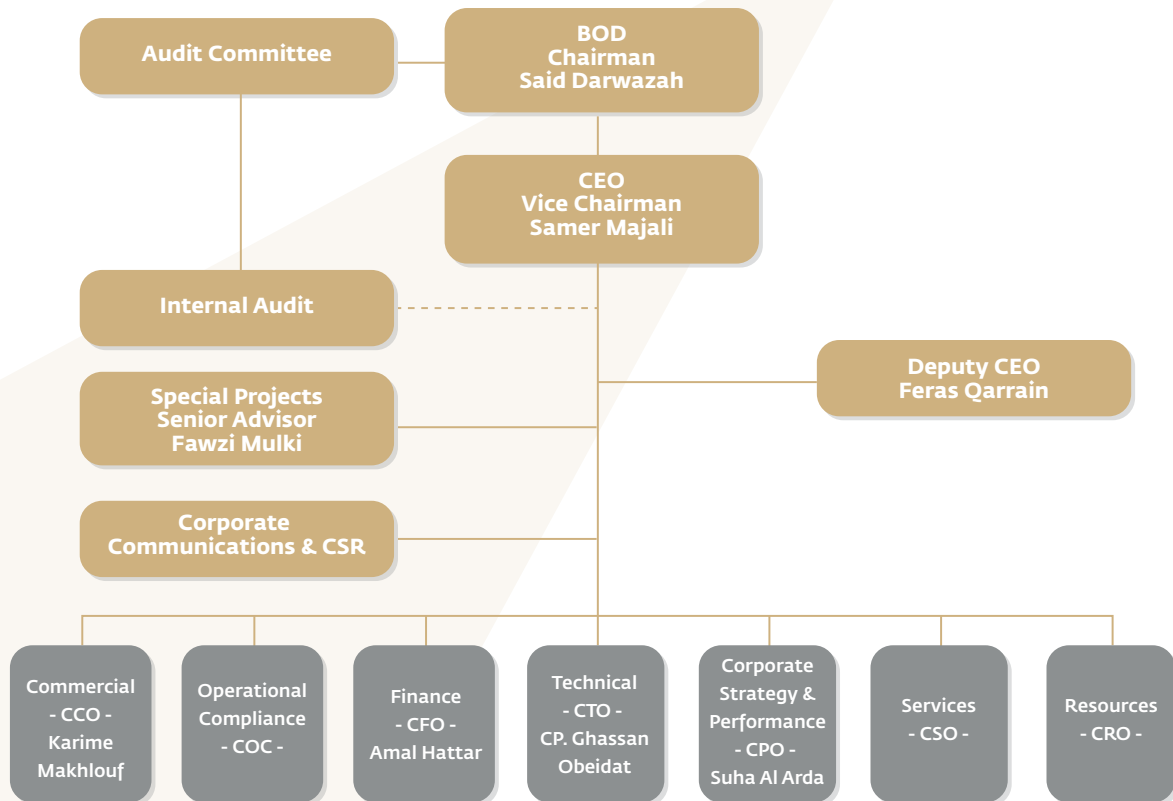 Audit Committee
BOD
Chairman
Said Darwazah
CEO
Vice Chairman
Samer Majali
Internal Audit
Deputy CEO
Feras Qarrain
Special Projects
Senior Advisor
Fawzi Mulki
Corporate
Communications & CSR
Commercial
- CCO -
Karime
Makhlouf
Operational
Compliance
- COC -
Finance
- CFO -
Amal Hattar
Technical
- CTO -
CP. Ghassan
Obeidat
Corporate
Strategy &
Performance
- CPO -
Suha Al Arda
Services
- CSO -
Resources
- CRO -